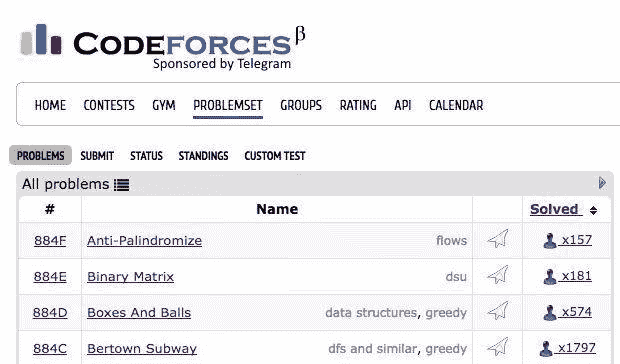 CODEFORCES β
Sponsored by Telegram
HOME CONTESTS GYM PROBLEMSET GROUPS RATING API CALENDAR
PROBLEMS SUBMIT STATUS STANDINGS CUSTOM TEST
All problems
# Name Solved
884F Anti-Palindromize flows x157
884E Binary Matrix dsu x181
884D Boxes And Balls data structures, greedy x574
884C Bertown Subway dfs and similar, greedy x1797